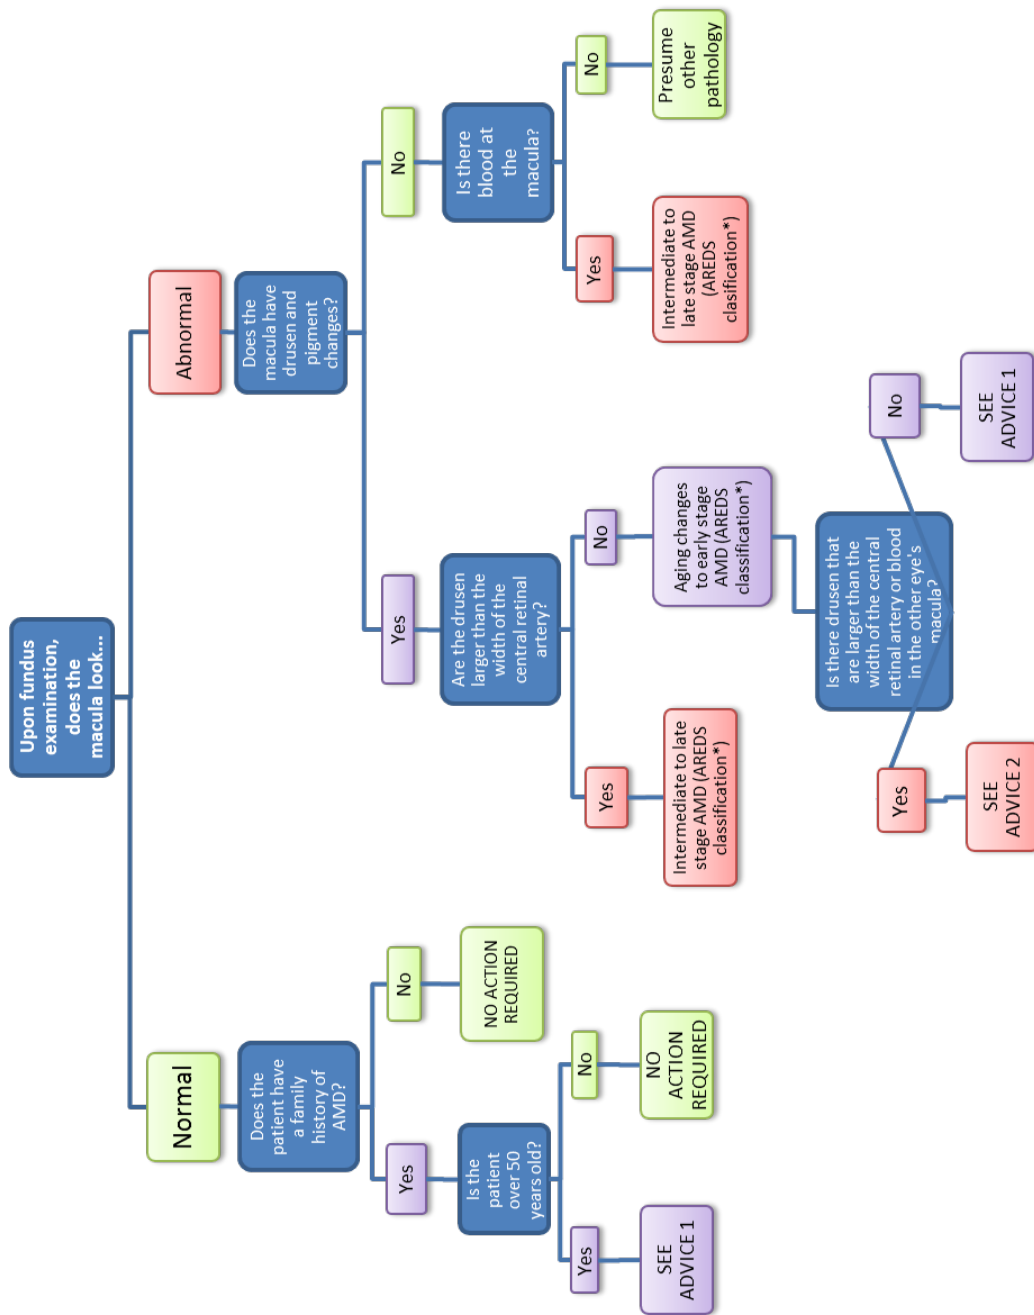 Upon fundus
examination,
does the
macula look...
Normal
Abnormal
Does the
patient have
a family
history of
AMD?
Does the
macula have
drusen and
pigment
changes?
Yes
No
Yes
No
Is the
patient
over 50
years old?
NO ACTION
REQUIRED
Are the drusen
larger than the
width of the
central retinal
artery?
Is there
blood at
the
macula?
Yes
No
Yes
No
Yes
No
SEE
ADVICE 1
NO
ACTION
REQUIRED
Intermediate to late
stage AMD (AREDS
classification*)
Aging changes
to early stage
AMD (AREDS
classification*)
Intermediate to
late stage AMD
(AREDS
clasification*)
Presume
other
pathology
Is there drusen that
are larger than the
width of the central
retinal artery or blood
in the other eye's
macula?
Yes
No
SEE
ADVICE 2
SEE
ADVICE 1